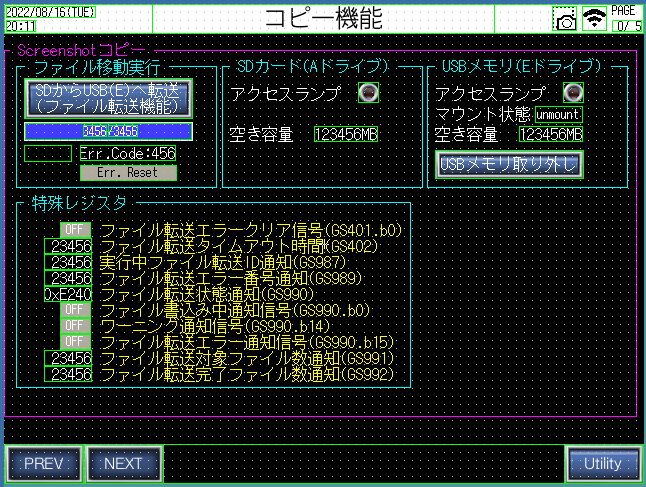 2022/08/16(TUE)
20:11
コピー機能
PAGE
0/ 5
Screenshotコピー
ファイル移動実行
SDからUSB(E)へ転送
(ファイル転送機能)
3456/3456
Err.Code:456
Err. Reset
SDカード(Aドライブ)
アクセスランプ
空き容量 123456MB
USBメモリ(Eドライブ)
アクセスランプ
マウント状態 unmount
空き容量 123456MB
USBメモリ取り外し
特殊レジスタ
OFF ファイル転送エラークリア信号(GS401.b0)
23456 ファイル転送タイムアウト時間(GS402)
23456 実行中ファイル転送ID通知(GS987)
23456 ファイル転送エラー番号通知(GS989)
0xE240 ファイル転送状態通知(GS990)
OFF ファイル書込み中通知信号(GS990.b0)
OFF ワーニング通知信号(GS990.b14)
OFF ファイル転送エラー通知信号(GS990.b15)
23456 ファイル転送対象ファイル数通知(GS991)
23456 ファイル転送完了ファイル数通知(GS992)
PREV
NEXT
Utility